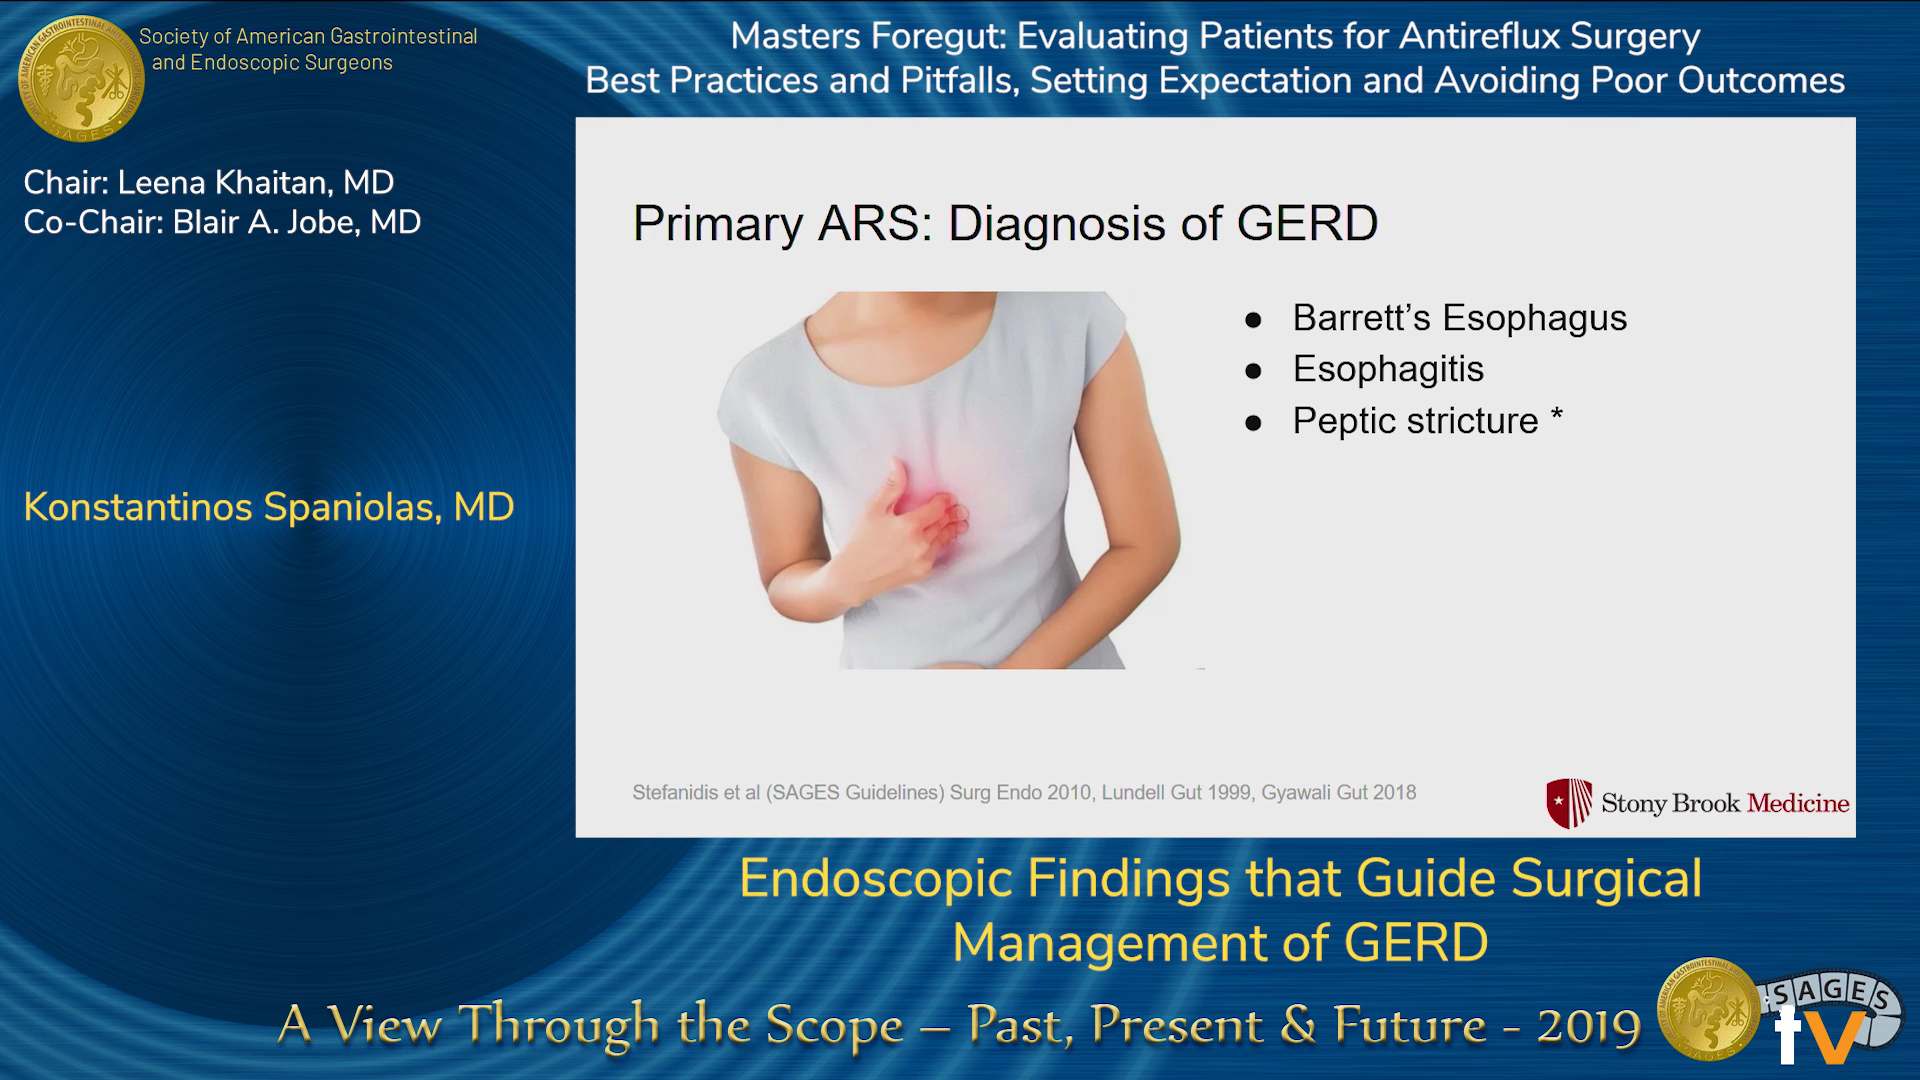 Society of American Gastrointestinal
and Endoscopic Surgeons
Masters Foregut: Evaluating Patients for Antireflux Surgery
Best Practices and Pitfalls, Setting Expectation and Avoiding Poor Outcomes
Chair: Leena Khaitan, MD
Co-Chair: Blair A. Jobe, MD
Konstantinos Spaniolas, MD
Primary ARS: Diagnosis of GERD
● Barrett’s Esophagus
● Esophagitis
● Peptic stricture *
Stefanidis et al (SAGES Guidelines) Surg Endo 2010, Lundell Gut 1999, Gyawali Gut 2018
Stony Brook Medicine
Endoscopic Findings that Guide Surgical
Management of GERD
A View Through the Scope – Past, Present & Future - 2019
SAGES
tv